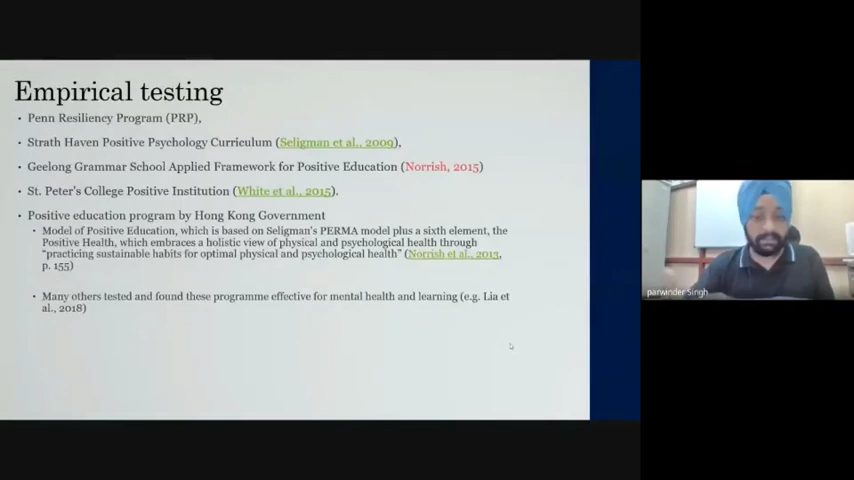 Empirical testing
• Penn Resiliency Program (PRP),
• Strath Haven Positive Psychology Curriculum (Seligman et al., 2009),
• Geelong Grammar School Applied Framework for Positive Education (Norrish, 2015)
• St. Peter's College Positive Institution (White et al., 2015).
• Positive education program by Hong Kong Government
• Model of Positive Education, which is based on Seligman's PERMA model plus a sixth element, the
Positive Health, which embraces a holistic view of physical and psychological health through
"practicing sustainable habits for optimal physical and psychological health" (Norrish et al., 2013,
p. 155)
• Many others tested and found these programme effective for mental health and learning (e.g. Lia et
al., 2018)
parwinder Singh